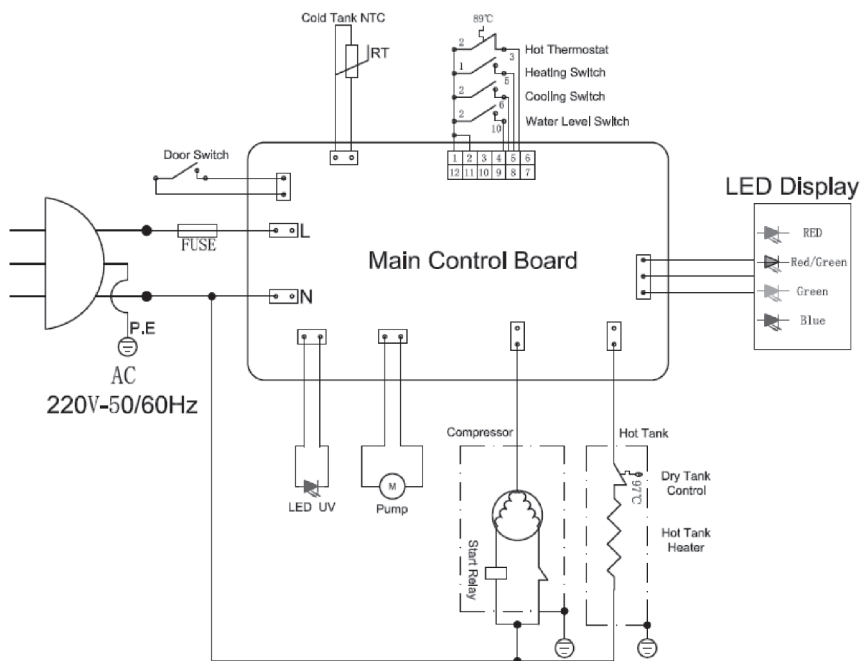 Cold Tank NTC
RT
89℃
2
3
Hot Thermostat
1
5
Heating Switch
2
6
Cooling Switch
2
10
Water Level Switch
1 2 3 4 5 6
12 11 10 9 8 7
Door Switch
FUSE
L
N
P.E
AC
220V-50/60Hz
Main Control Board
LED Display
RED
Red/Green
Green
Blue
LED UV
M
Pump
Compressor
Start Relay
Hot Tank
97℃
Dry Tank
Control
Hot Tank
Heater